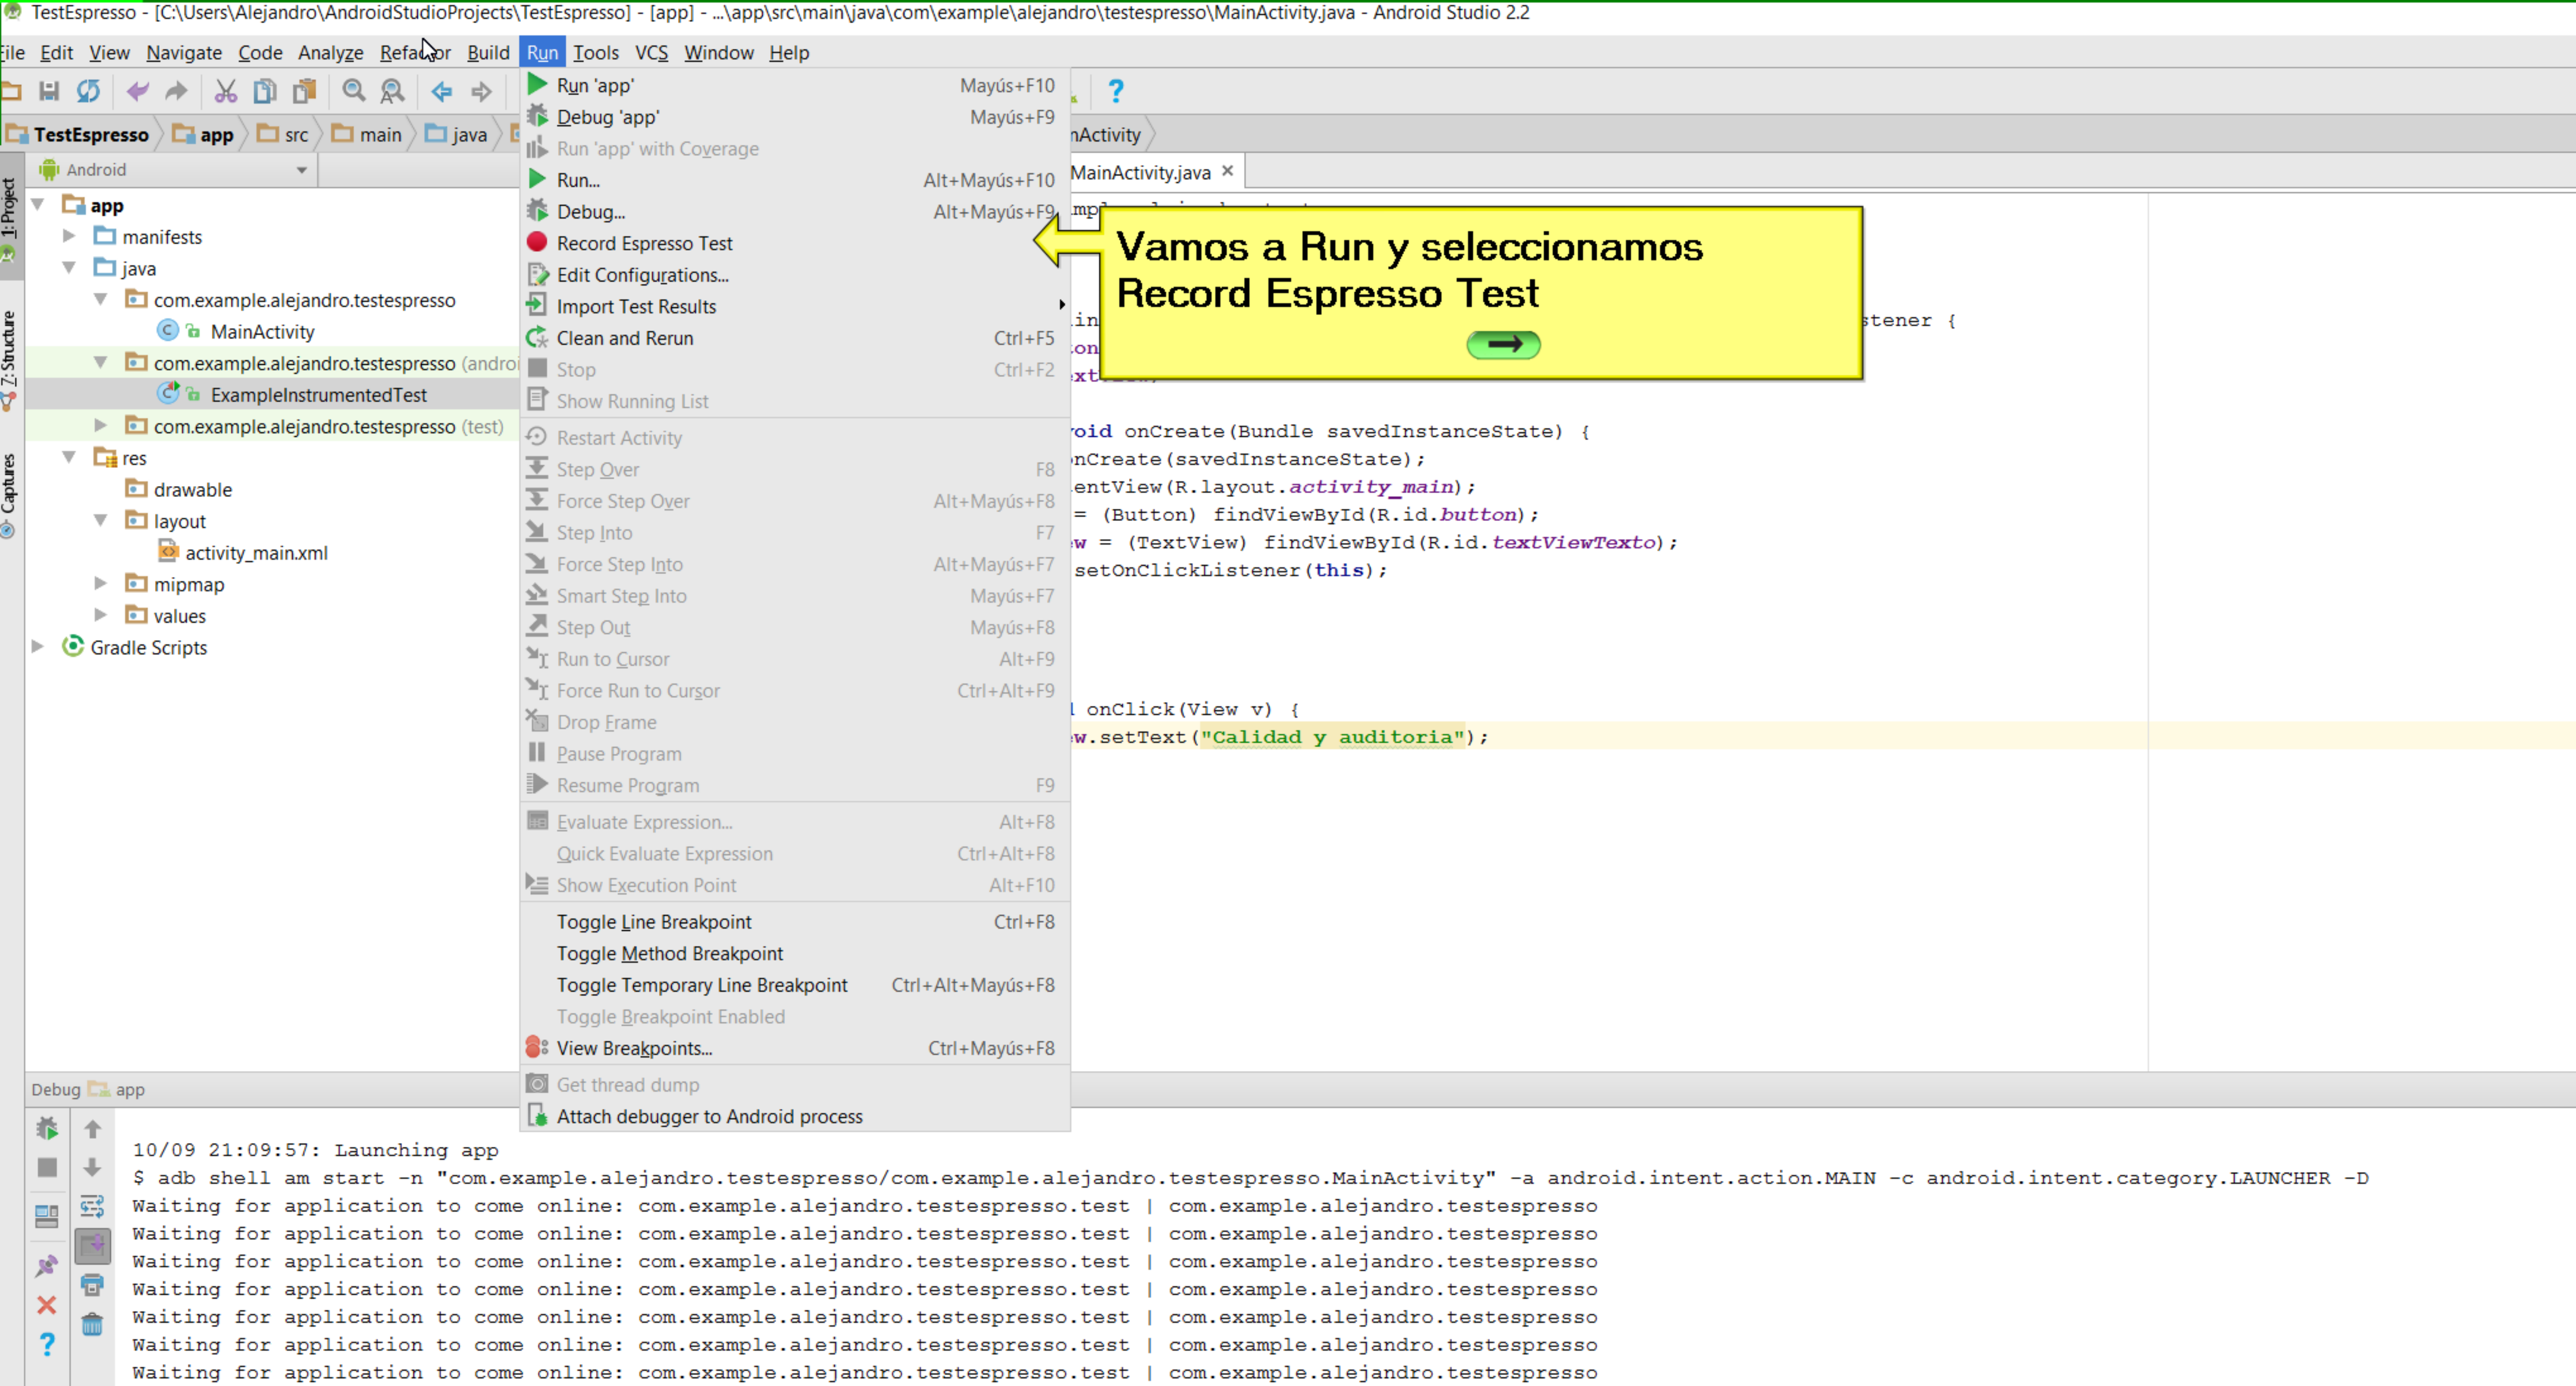 TestEspresso - [C:\Users\Alejandro\AndroidStudioProjects\TestEspresso] - [app] - ...\app\src\main\java\com\example\alejandro\testespresso\MainActivity.java - Android Studio 2.2
File Edit View Navigate Code Analyze Refactor Build Run Tools VCS Window Help
TestEspresso app src main java
nActivity
Android
MainActivity.java
1: Project
7: Structure
Captures
app
manifests
java
com.example.alejandro.testespresso
MainActivity
com.example.alejandro.testespresso (androi
ExampleInstrumentedTest
com.example.alejandro.testespresso (test)
res
drawable
layout
activity_main.xml
mipmap
values
Gradle Scripts
Run 'app' Mayús+F10
Debug 'app' Mayús+F9
Run 'app' with Coverage
Run... Alt+Mayús+F10
Debug... Alt+Mayús+F9
Record Espresso Test
Edit Configurations...
Import Test Results
Clean and Rerun Ctrl+F5
Stop Ctrl+F2
Show Running List
Restart Activity
Step Over F8
Force Step Over Alt+Mayús+F8
Step Into F7
Force Step Into Alt+Mayús+F7
Smart Step Into Mayús+F7
Step Out Mayús+F8
Run to Cursor Alt+F9
Force Run to Cursor Ctrl+Alt+F9
Drop Frame
Pause Program
Resume Program F9
Evaluate Expression... Alt+F8
Quick Evaluate Expression Ctrl+Alt+F8
Show Execution Point Alt+F10
Toggle Line Breakpoint Ctrl+F8
Toggle Method Breakpoint
Toggle Temporary Line Breakpoint Ctrl+Alt+Mayús+F8
Toggle Breakpoint Enabled
View Breakpoints... Ctrl+Mayús+F8
Get thread dump
Attach debugger to Android process
Vamos a Run y seleccionamos
Record Espresso Test
stener {
void onCreate(Bundle savedInstanceState) {
onCreate(savedInstanceState);
entView(R.layout.activity_main);
= (Button) findViewById(R.id.button);
w = (TextView) findViewById(R.id.textViewTexto);
setOnClickListener(this);
onClick(View v) {
w.setText("Calidad y auditoria");
Debug app
10/09 21:09:57: Launching app
$ adb shell am start -n "com.example.alejandro.testespresso/com.example.alejandro.testespresso.MainActivity" -a android.intent.action.MAIN -c android.intent.category.LAUNCHER -D
Waiting for application to come online: com.example.alejandro.testespresso.test | com.example.alejandro.testespresso
Waiting for application to come online: com.example.alejandro.testespresso.test | com.example.alejandro.testespresso
Waiting for application to come online: com.example.alejandro.testespresso.test | com.example.alejandro.testespresso
Waiting for application to come online: com.example.alejandro.testespresso.test | com.example.alejandro.testespresso
Waiting for application to come online: com.example.alejandro.testespresso.test | com.example.alejandro.testespresso
Waiting for application to come online: com.example.alejandro.testespresso.test | com.example.alejandro.testespresso
Waiting for application to come online: com.example.alejandro.testespresso.test | com.example.alejandro.testespresso